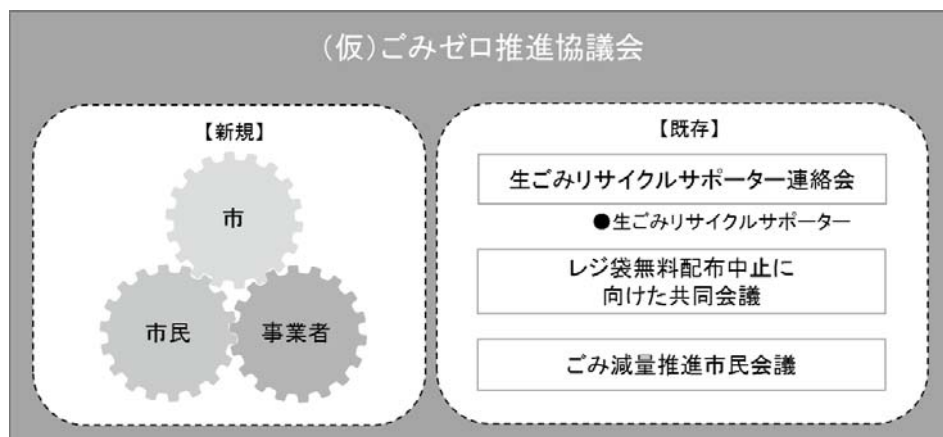 (仮)ごみゼロ推進協議会
【新規】
市
市民
事業者
【既存】
生ごみリサイクルサポーター連絡会
●生ごみリサイクルサポーター
レジ袋無料配布中止に
向けた共同会議
ごみ減量推進市民会議